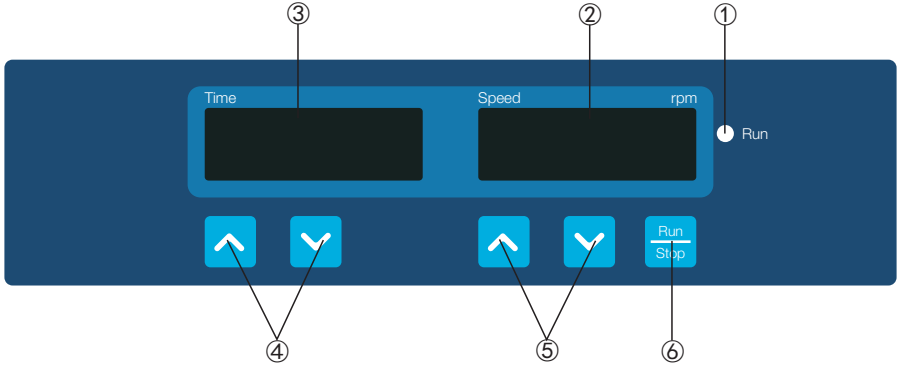 ③ ② ①
Time Speed rpm
Run
Run
Stop
④ ⑤ ⑥